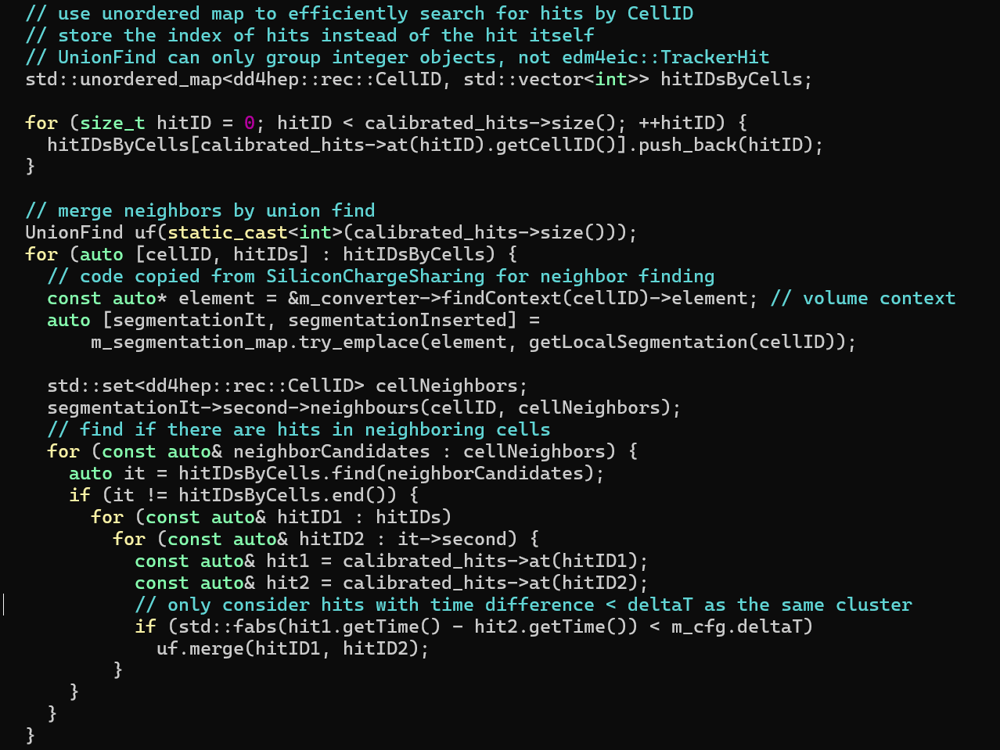 // use unordered map to efficiently search for hits by CellID
// store the index of hits instead of the hit itself
// UnionFind can only group integer objects, not edm4eic::TrackerHit
std::unordered_map<dd4hep::rec::CellID, std::vector<int>> hitIDsByCells;

for (size_t hitID = 0; hitID < calibrated_hits->size(); ++hitID) {
  hitIDsByCells[calibrated_hits->at(hitID).getCellID()].push_back(hitID);
}

// merge neighbors by union find
UnionFind uf(static_cast<int>(calibrated_hits->size()));
for (auto [cellID, hitIDs] : hitIDsByCells) {
  // code copied from SiliconChargeSharing for neighbor finding
  const auto* element = &m_converter->findContext(cellID)->element; // volume context
  auto [segmentationIt, segmentationInserted] =
      m_segmentation_map.try_emplace(element, getLocalSegmentation(cellID));

  std::set<dd4hep::rec::CellID> cellNeighbors;
  segmentationIt->second->neighbours(cellID, cellNeighbors);
  // find if there are hits in neighboring cells
  for (const auto& neighborCandidates : cellNeighbors) {
    auto it = hitIDsByCells.find(neighborCandidates);
    if (it != hitIDsByCells.end()) {
      for (const auto& hitID1 : hitIDs)
        for (const auto& hitID2 : it->second) {
          const auto& hit1 = calibrated_hits->at(hitID1);
          const auto& hit2 = calibrated_hits->at(hitID2);
          // only consider hits with time difference < deltaT as the same cluster
          if (std::fabs(hit1.getTime() - hit2.getTime()) < m_cfg.deltaT)
            uf.merge(hitID1, hitID2);
        }
    }
  }
}